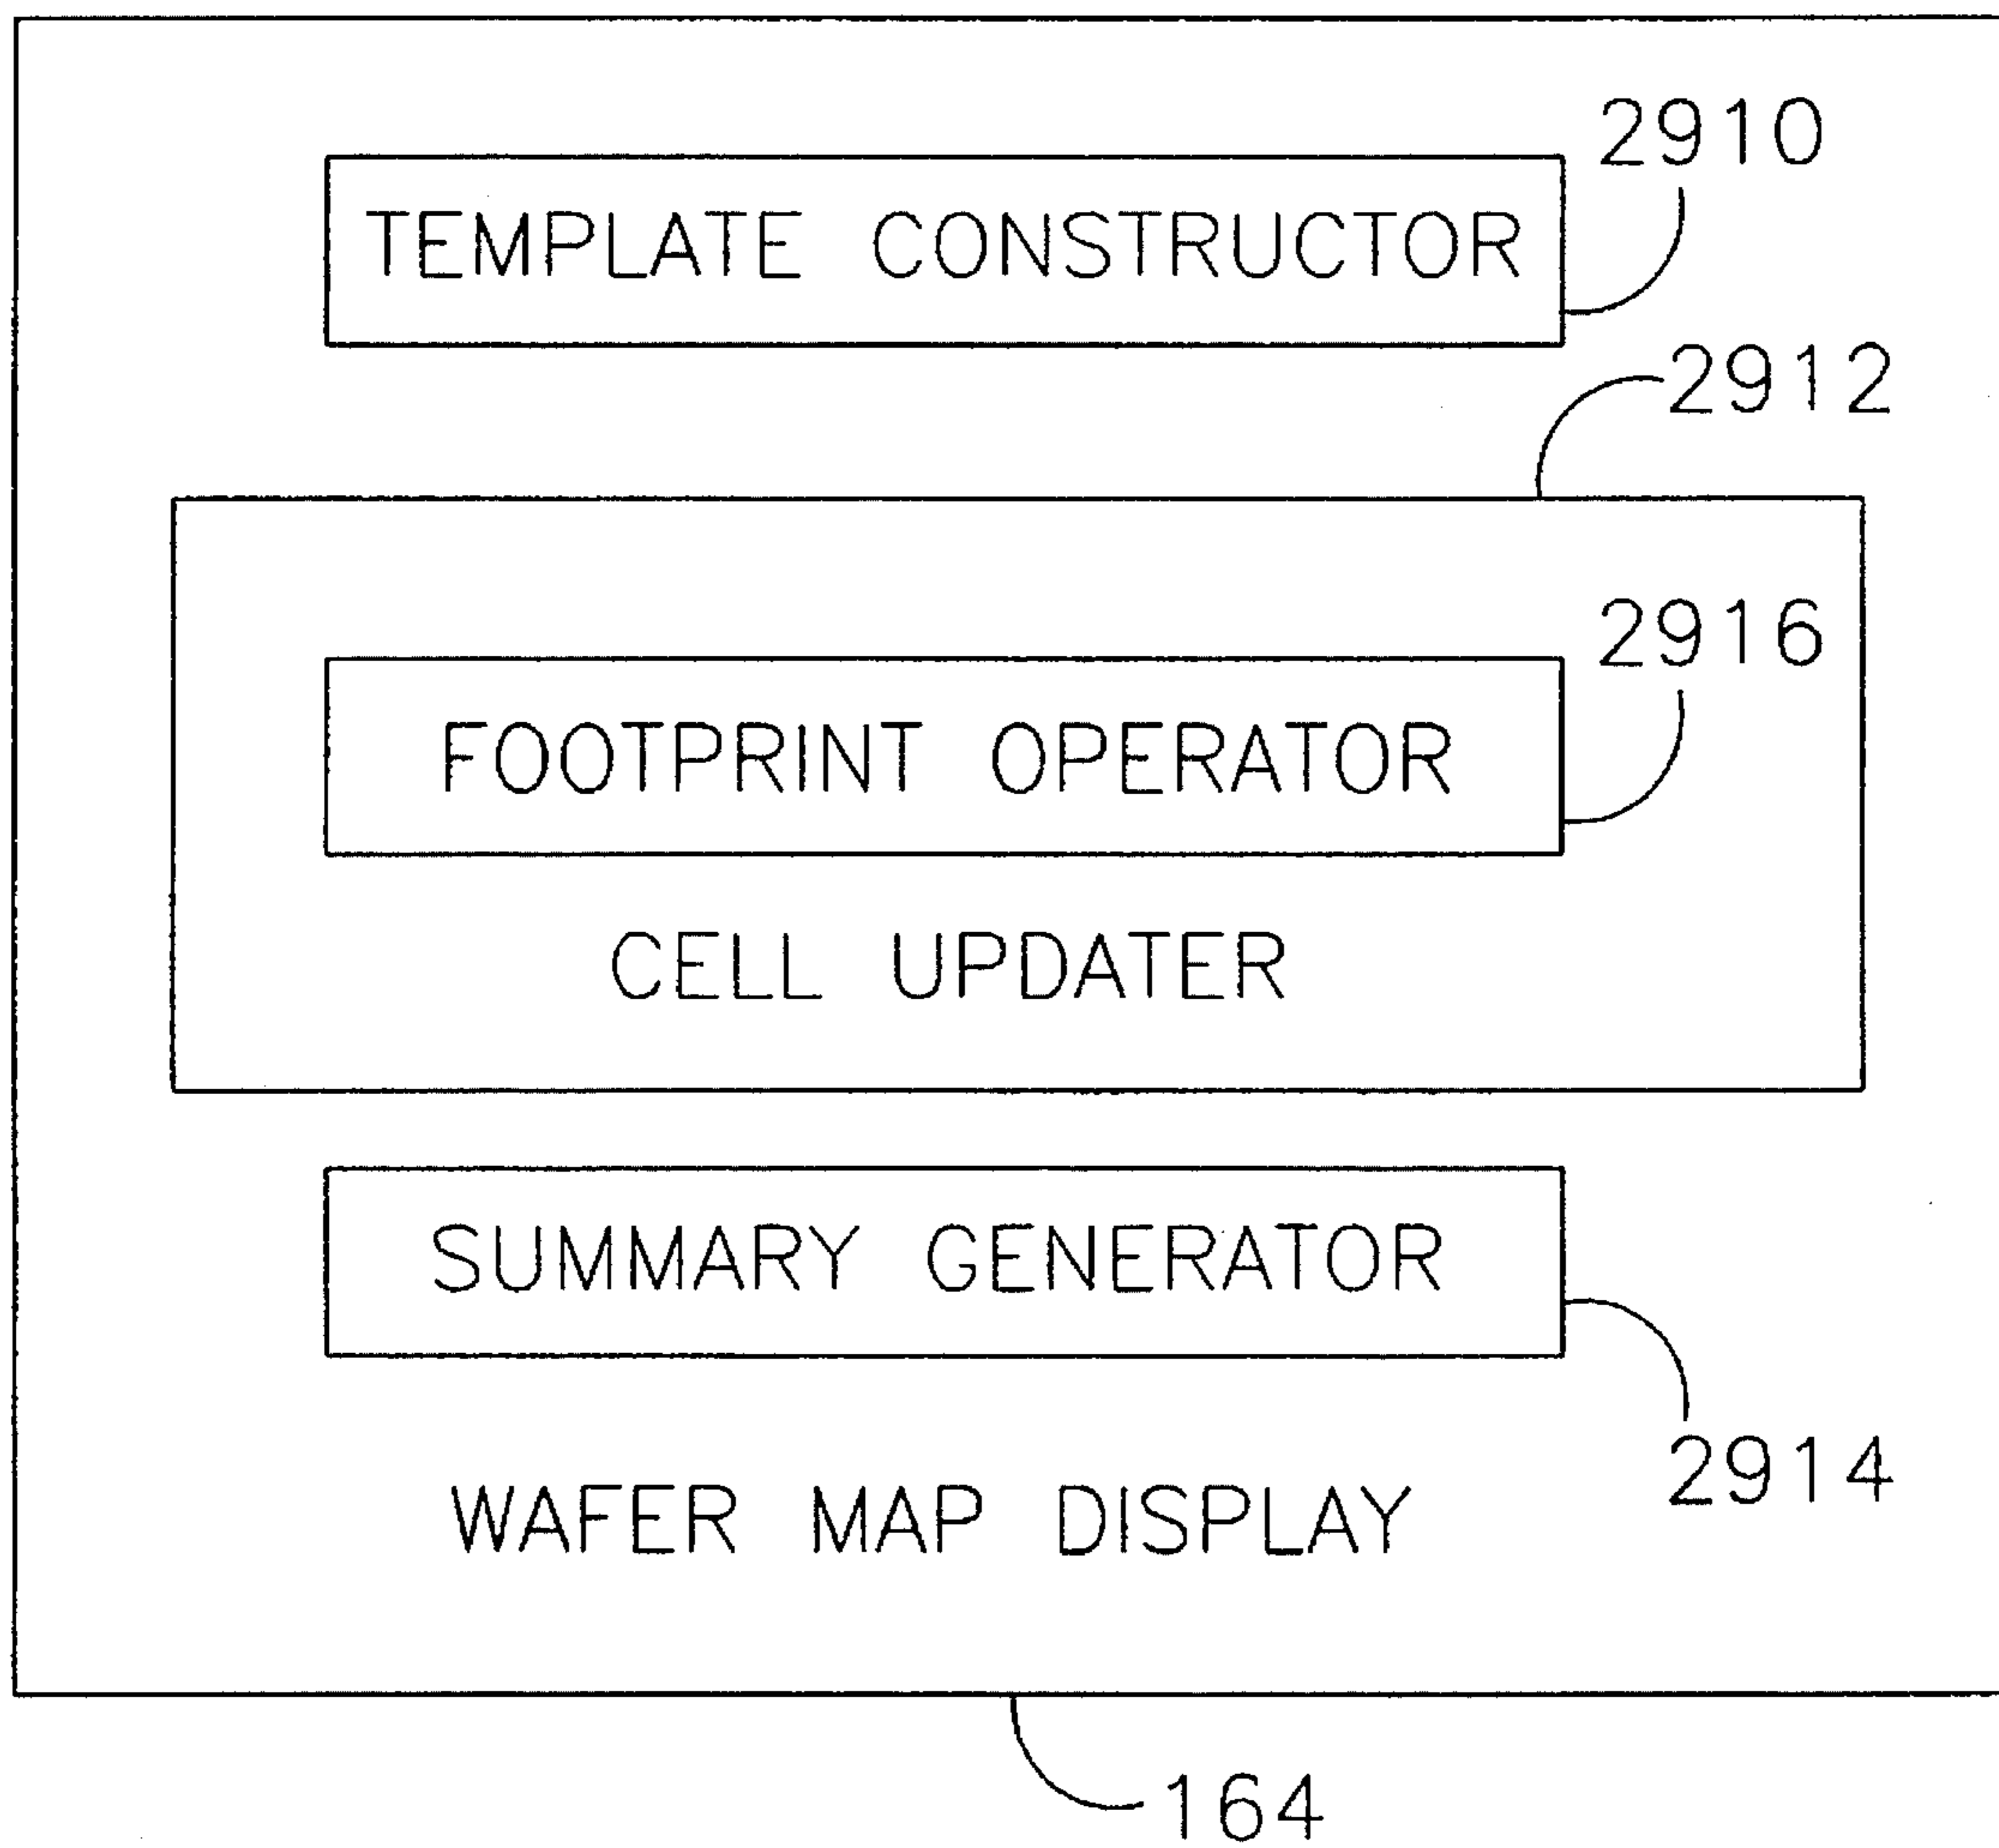 2910
TEMPLATE CONSTRUCTOR
2912
2916
FOOTPRINT OPERATOR
CELL UPDATER
SUMMARY GENERATOR
2914
WAFER MAP DISPLAY
164